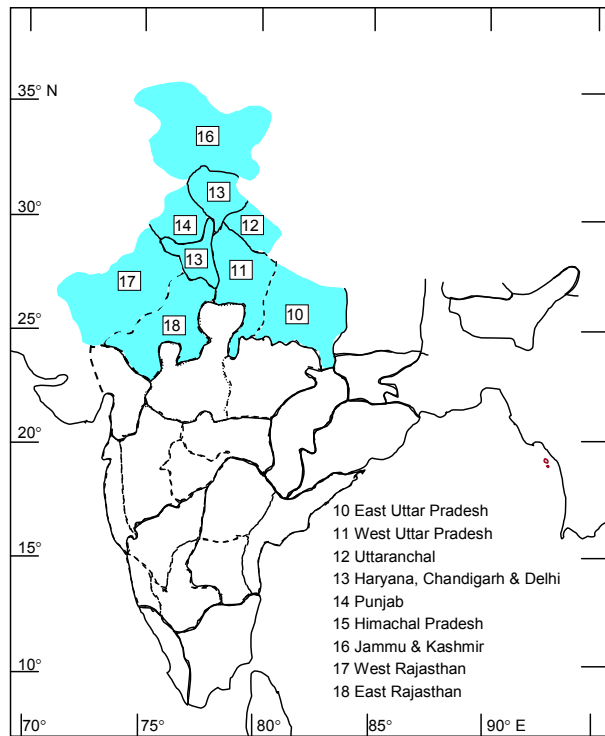 35° N
16
13
30°
14
12
13
11
17
10
25°
18
20°
10 East Uttar Pradesh
11 West Uttar Pradesh
12 Uttaranchal
15°
13 Haryana, Chandigarh & Delhi
14 Punjab
15 Himachal Pradesh
16 Jammu & Kashmir
10°
17 West Rajasthan
18 East Rajasthan
70° 75° 80° 85° 90° E